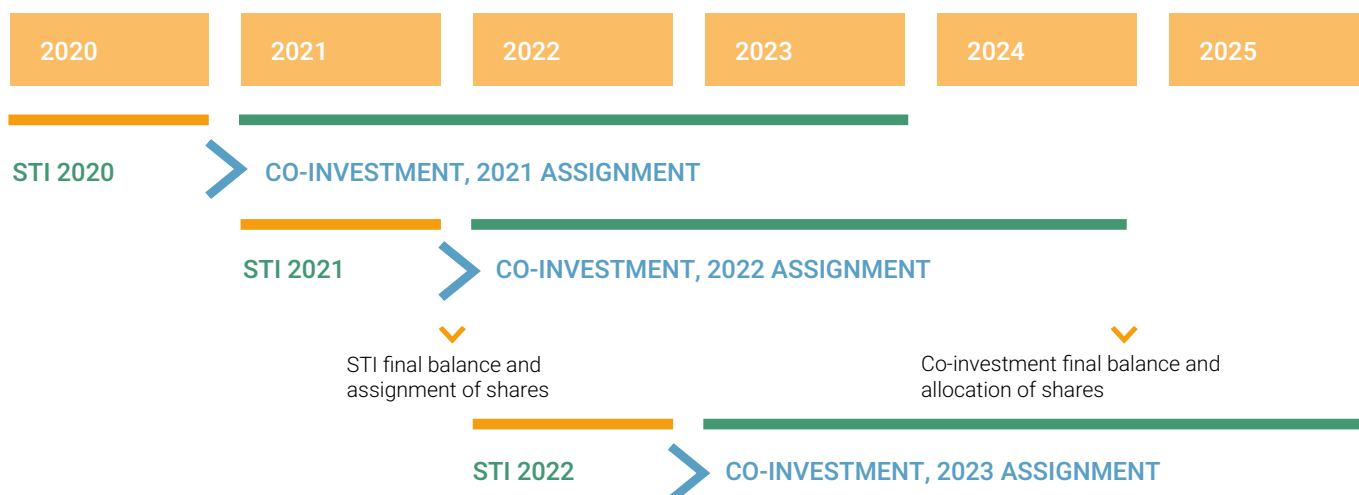 2020 2021 2022 2023 2024 2025
STI 2020 CO-INVESTMENT, 2021 ASSIGNMENT
STI 2021 CO-INVESTMENT, 2022 ASSIGNMENT
STI final balance and
assignment of shares
Co-investment final balance and
allocation of shares
STI 2022 CO-INVESTMENT, 2023 ASSIGNMENT